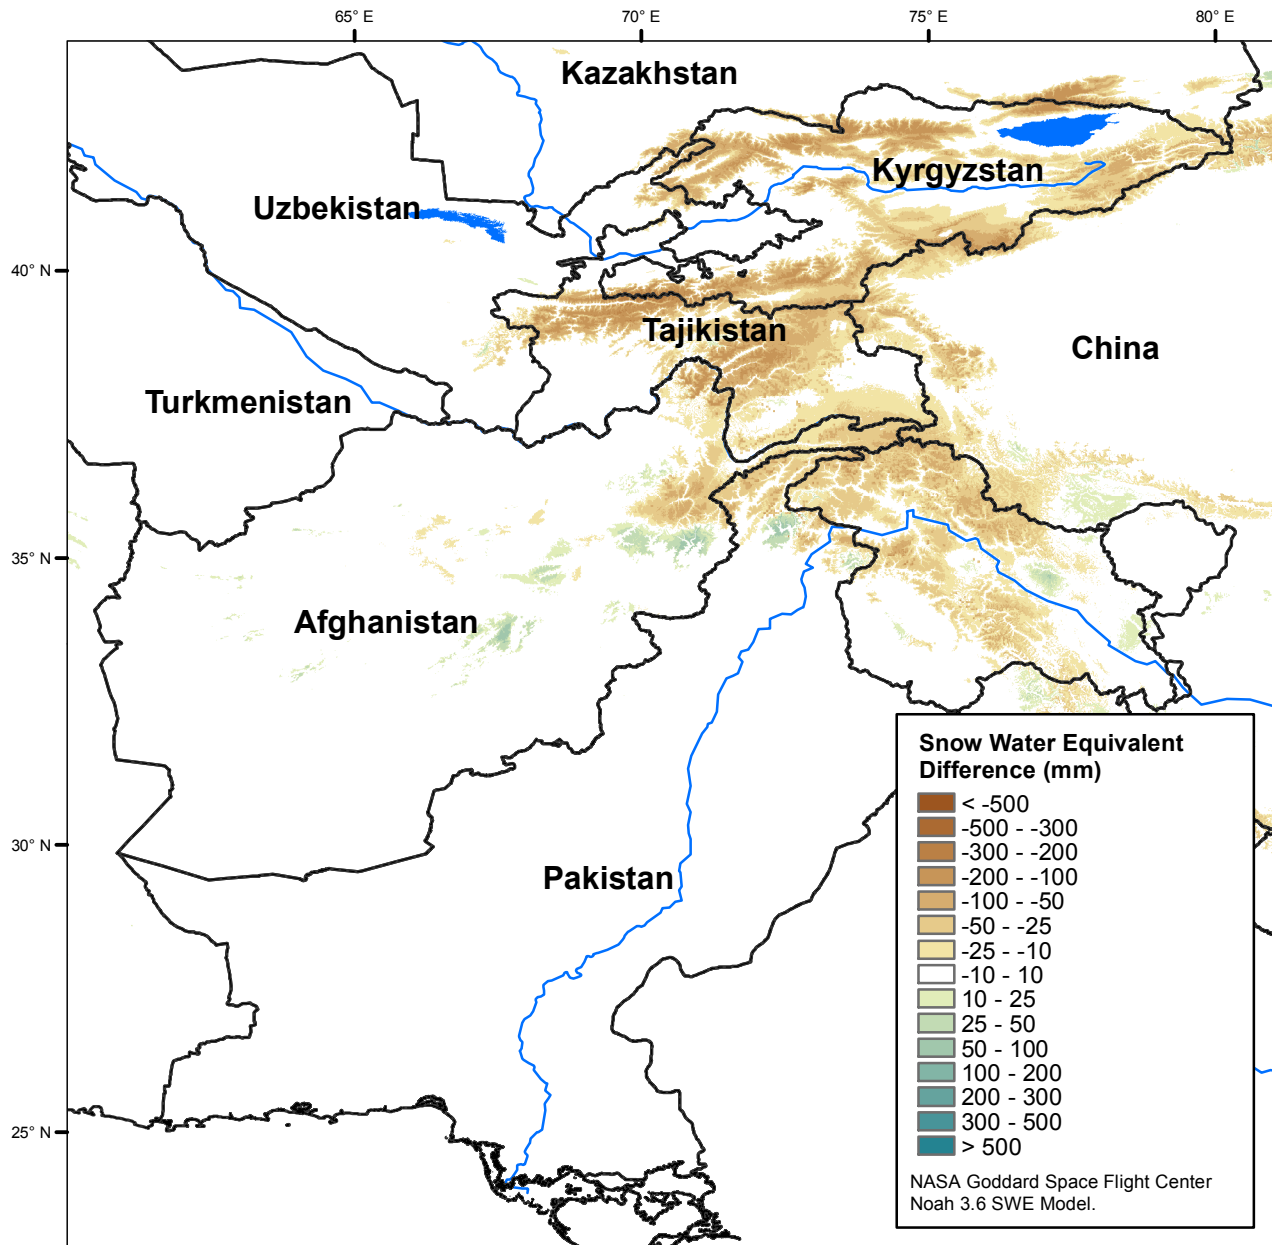 65° E
70° E
75° E
80° E
Kazakhstan
Kyrgyzstan
Uzbekistan
40° N
Tajikistan
China
Turkmenistan
35° N
Afghanistan
Snow Water Equivalent
Difference (mm)
< -500
-500 - -300
-300 - -200
-200 - -100
-100 - -50
-50 - -25
-25 - -10
-10 - 10
10 - 25
25 - 50
50 - 100
100 - 200
200 - 300
300 - 500
> 500
NASA Goddard Space Flight Center
Noah 3.6 SWE Model.
30° N
Pakistan
25° N